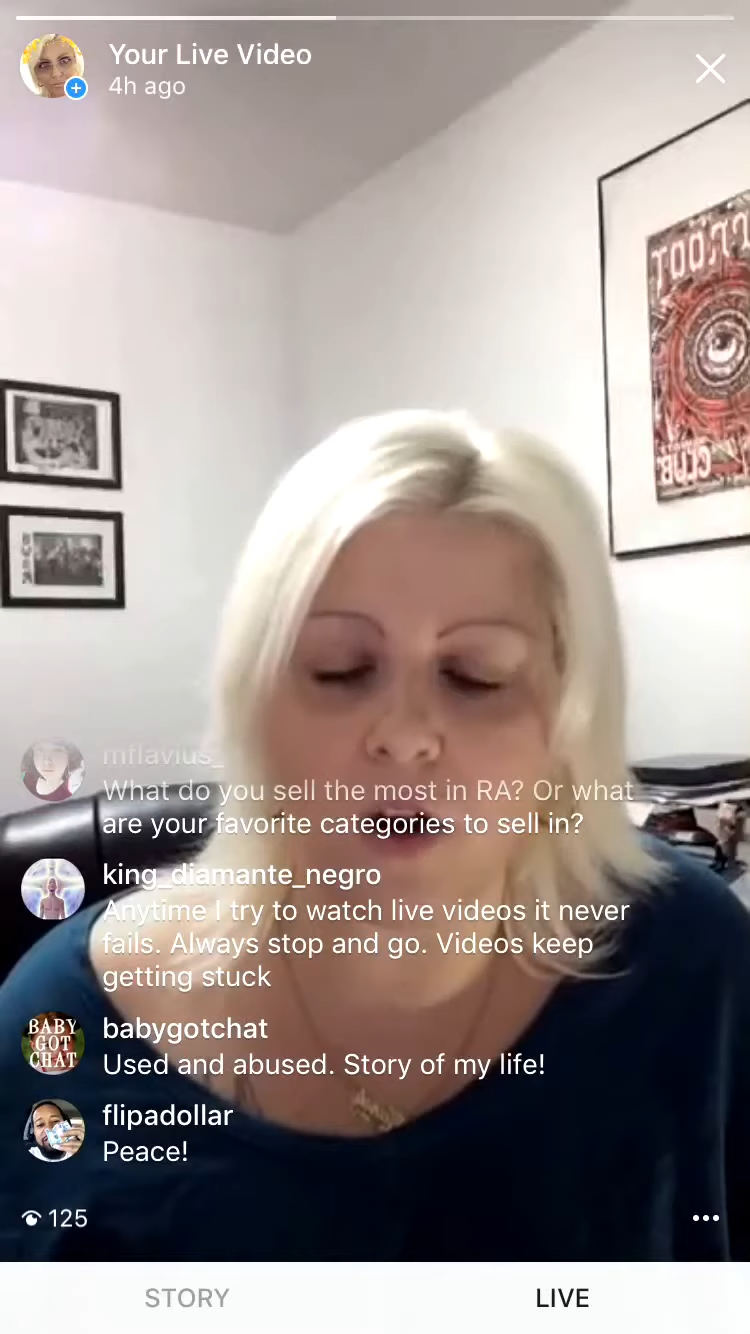 Your Live Video
4h ago
CLUB
mflavius_
What do you sell the most in RA? Or what
are your favorite categories to sell in?
king_diamante_negro
Anytime I try to watch live videos it never
fails. Always stop and go. Videos keep
getting stuck
BABY
GOT
CHAT
babygotchat
Used and abused. Story of my life!
flipadollar
Peace!
125
STORY
LIVE